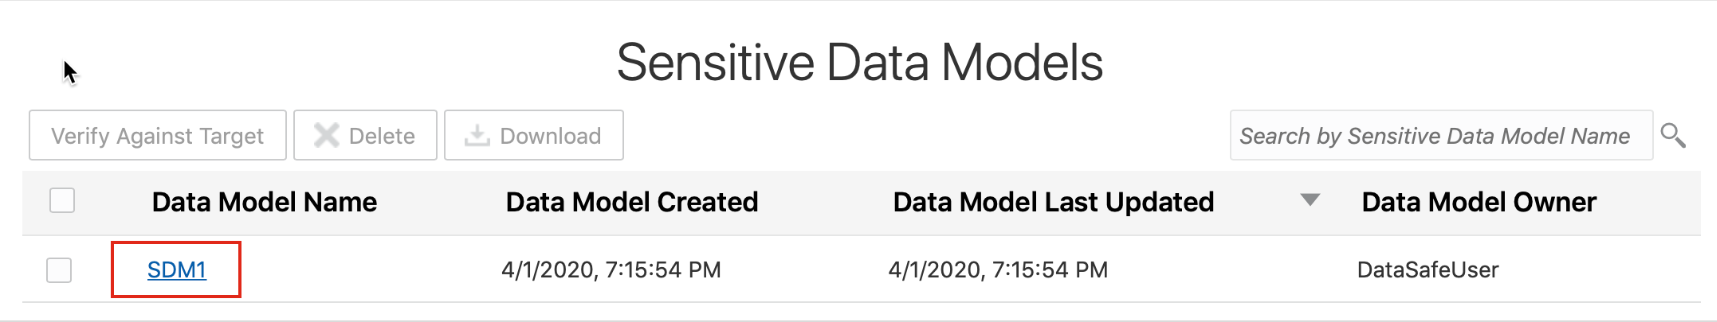 Sensitive Data Models
Verify Against Target Delete Download Search by Sensitive Data Model Name
Data Model Name Data Model Created Data Model Last Updated Data Model Owner
SDM1 4/1/2020, 7:15:54 PM 4/1/2020, 7:15:54 PM DataSafeUser